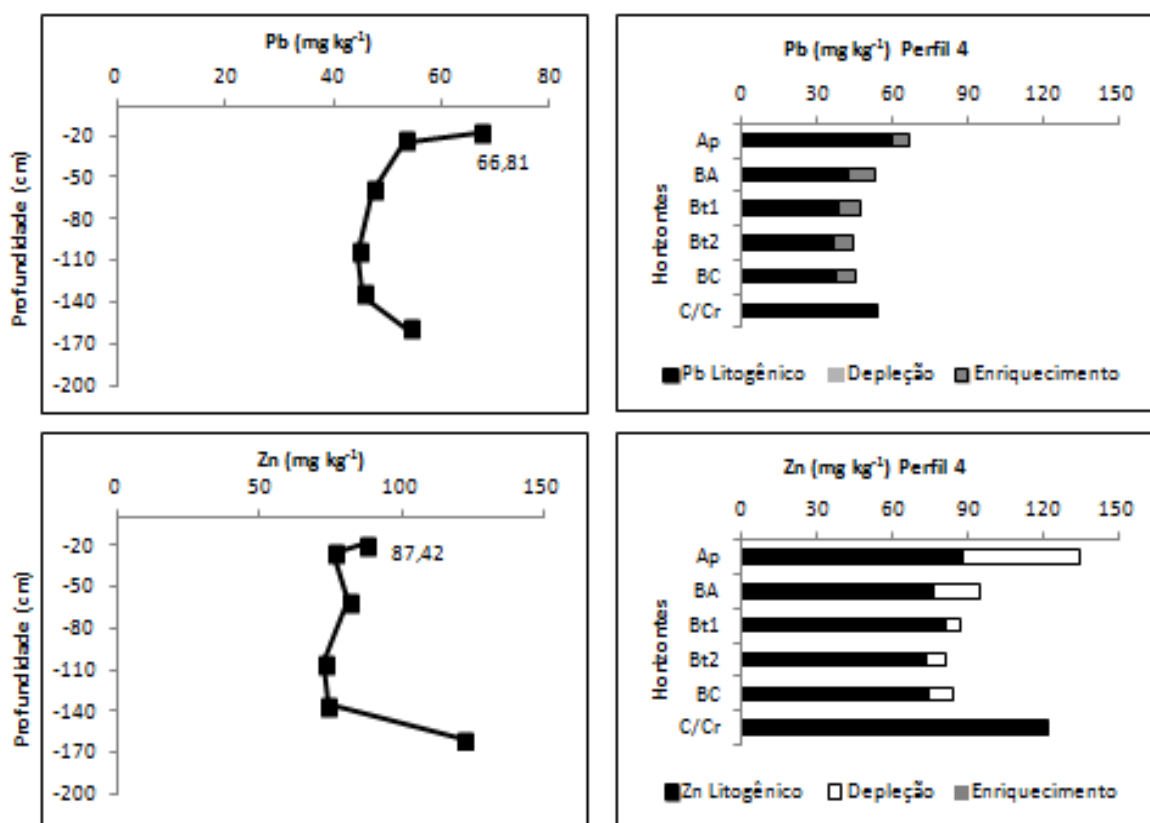 Pb (mg kg⁻¹)
0 20 40 60 80
Profundidade (cm)
-20
-50
-80
-110
-140
-170
-200
66,81
Pb (mg kg⁻¹) Perfil 4
0 30 60 90 120 150
Horizontes
Ap
BA
Bt1
Bt2
BC
C/Cr
Pb Litogênico Depleção Enriquecimento
Zn (mg kg⁻¹)
0 50 100 150
Profundidade (cm)
-20
-50
-80
-110
-140
-170
-200
87,42
Zn (mg kg⁻¹) Perfil 4
0 30 60 90 120 150
Horizontes
Ap
BA
Bt1
Bt2
BC
C/Cr
Zn Litogênico Depleção Enriquecimento